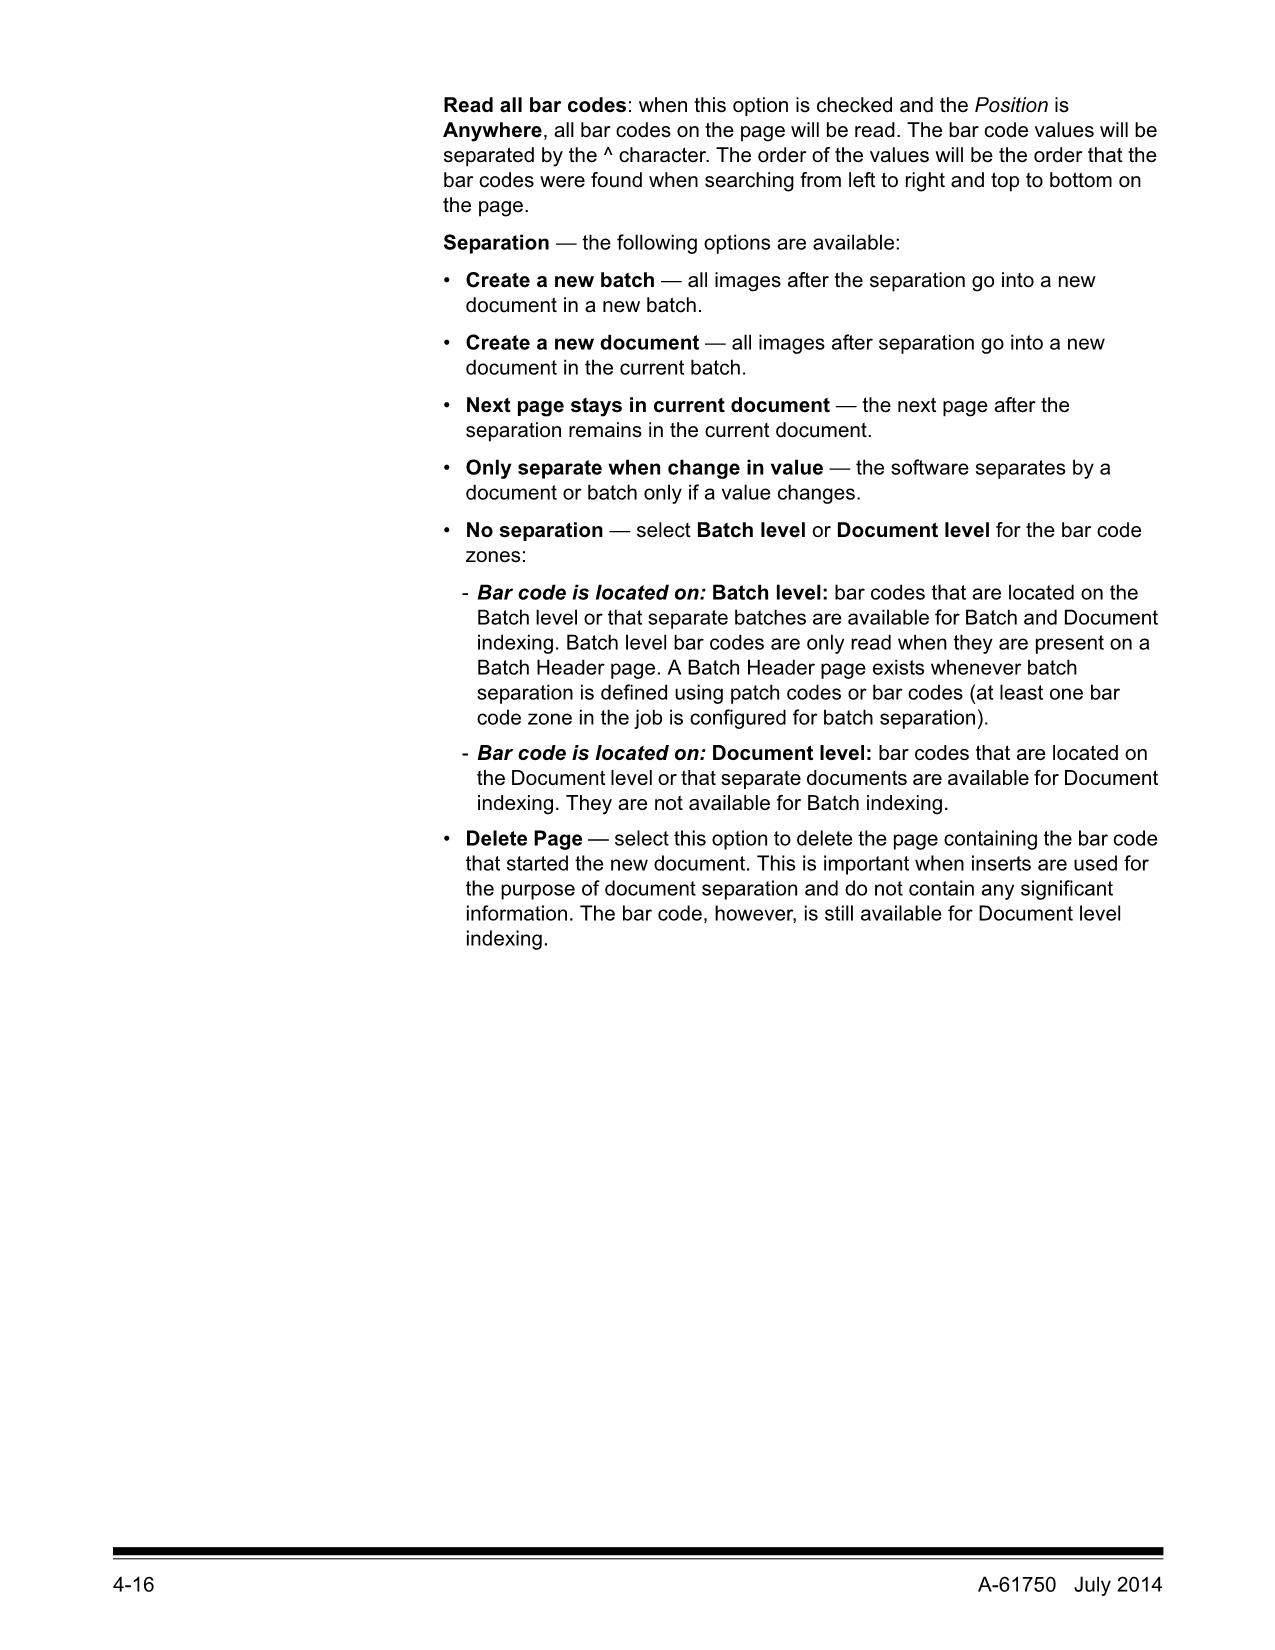 Read all bar codes: when this option is checked and the Position is
Anywhere, all bar codes on the page will be read. The bar code values will be
separated by the ^ character. The order of the values will be the order that the
bar codes were found when searching from left to right and top to bottom on
the page.
Separation — the following options are available:
• Create a new batch — all images after the separation go into a new
document in a new batch.
• Create a new document — all images after separation go into a new
document in the current batch.
• Next page stays in current document — the next page after the
separation remains in the current document.
• Only separate when change in value — the software separates by a
document or batch only if a value changes.
• No separation — select Batch level or Document level for the bar code
zones:
- Bar code is located on: Batch level: bar codes that are located on the
Batch level or that separate batches are available for Batch and Document
indexing. Batch level bar codes are only read when they are present on a
Batch Header page. A Batch Header page exists whenever batch
separation is defined using patch codes or bar codes (at least one bar
code zone in the job is configured for batch separation).
- Bar code is located on: Document level: bar codes that are located on
the Document level or that separate documents are available for Document
indexing. They are not available for Batch indexing.
• Delete Page — select this option to delete the page containing the bar code
that started the new document. This is important when inserts are used for
the purpose of document separation and do not contain any significant
information. The bar code, however, is still available for Document level
indexing.
4-16 A-61750 July 2014